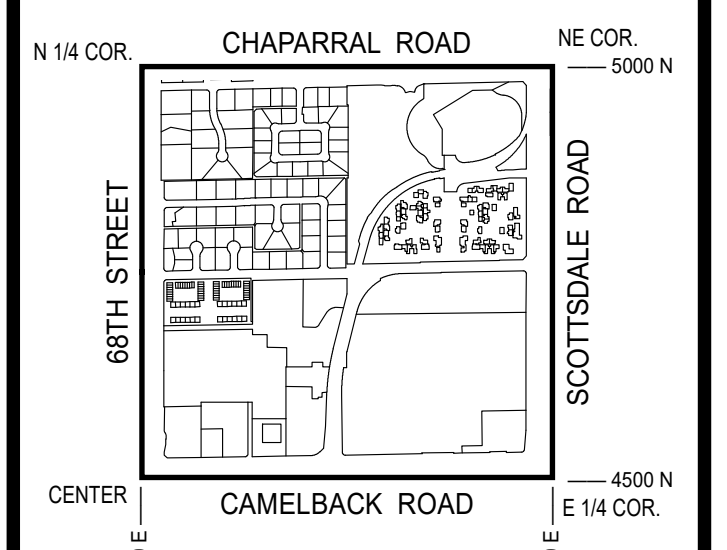 N 1/4 COR.
CHAPARRAL ROAD
NE COR.
5000 N
68TH STREET
SCOTTSDALE ROAD
4500 N
CENTER
CAMELBACK ROAD
E 1/4 COR.
E
E